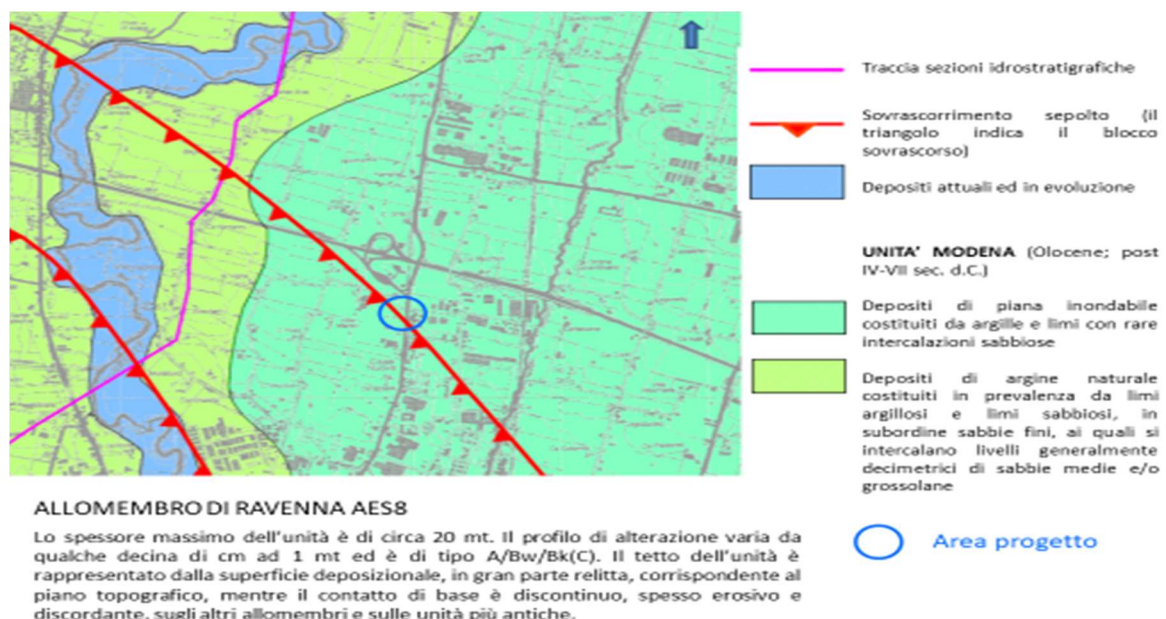 Traccia sezioni idrostratigrafiche
Sovrascorrimento sepolto (il
triangolo indica il blocco
sovrascorso)
Depositi attuali ed in evoluzione
UNITA’ MODENA (Olocene; post
IV-VII sec. d.C.)
Depositi di piana inondabile
costituiti da argille e limi con rare
intercalazioni sabbiose
Depositi di argine naturale
costituiti in prevalenza da limi
argillosi e limi sabbiosi, in
subordine sabbie fini, ai quali si
intercalano livelli generalmente
decimetrici di sabbie medie e/o
grossolane
Area progetto
ALLOMEMBRO DI RAVENNA AES8
Lo spessore massimo dell’unità è di circa 20 mt. Il profilo di alterazione varia da
qualche decina di cm ad 1 mt ed è di tipo A/Bw/Bk(C). Il tetto dell’unità è
rappresentato dalla superficie deposizionale, in gran parte relitta, corrispondente al
piano topografico, mentre il contatto di base è discontinuo, spesso erosivo e
discordante, sugli altri allomembri e sulle unità più antiche.